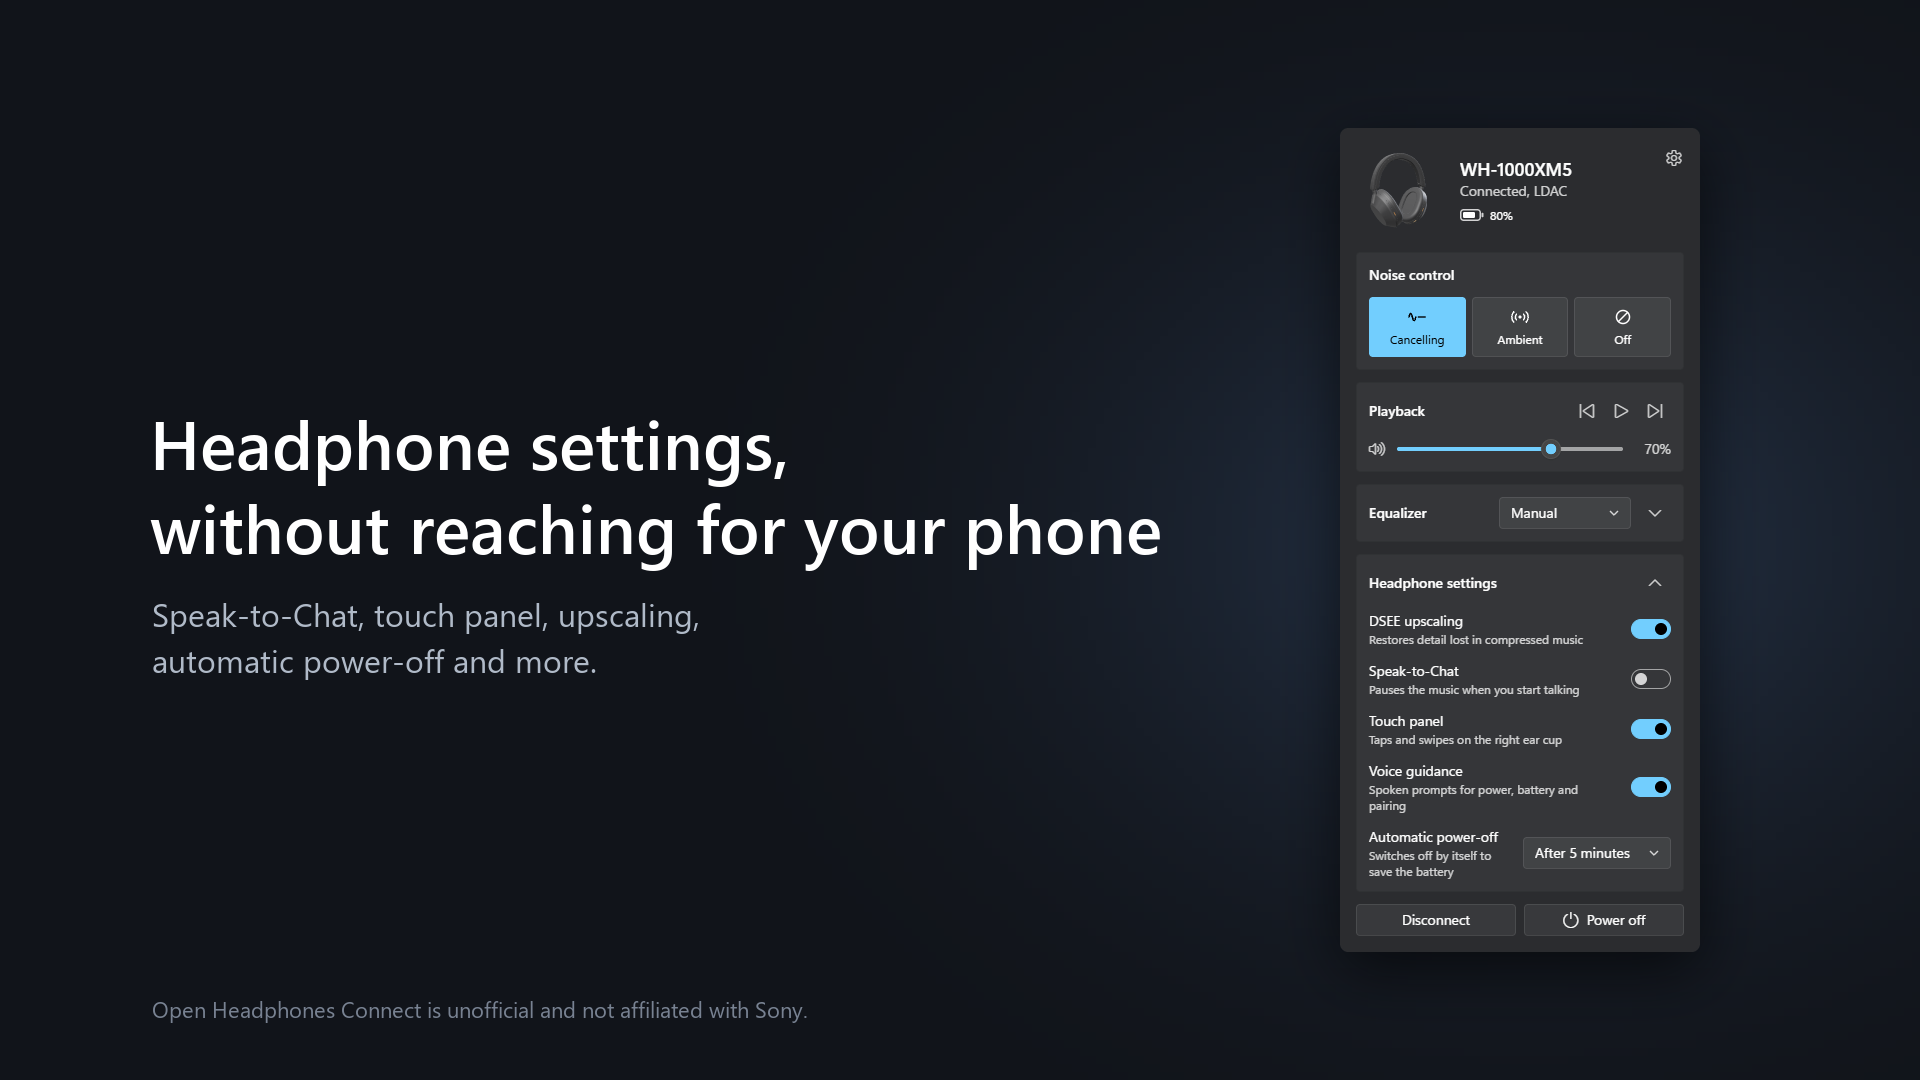 Headphone settings,
without reaching for your phone
Speak-to-Chat, touch panel, upscaling,
automatic power-off and more.
Open Headphones Connect is unofficial and not affiliated with Sony.
WH-1000XM5
Connected, LDAC
80%
Noise control
Cancelling
Ambient
Off
Playback
70%
Equalizer
Manual
Headphone settings
DSEE upscaling
Restores detail lost in compressed music
Speak-to-Chat
Pauses the music when you start talking
Touch panel
Taps and swipes on the right ear cup
Voice guidance
Spoken prompts for power, battery and
pairing
Automatic power-off
Switches off by itself to
save the battery
After 5 minutes
Disconnect
Power off